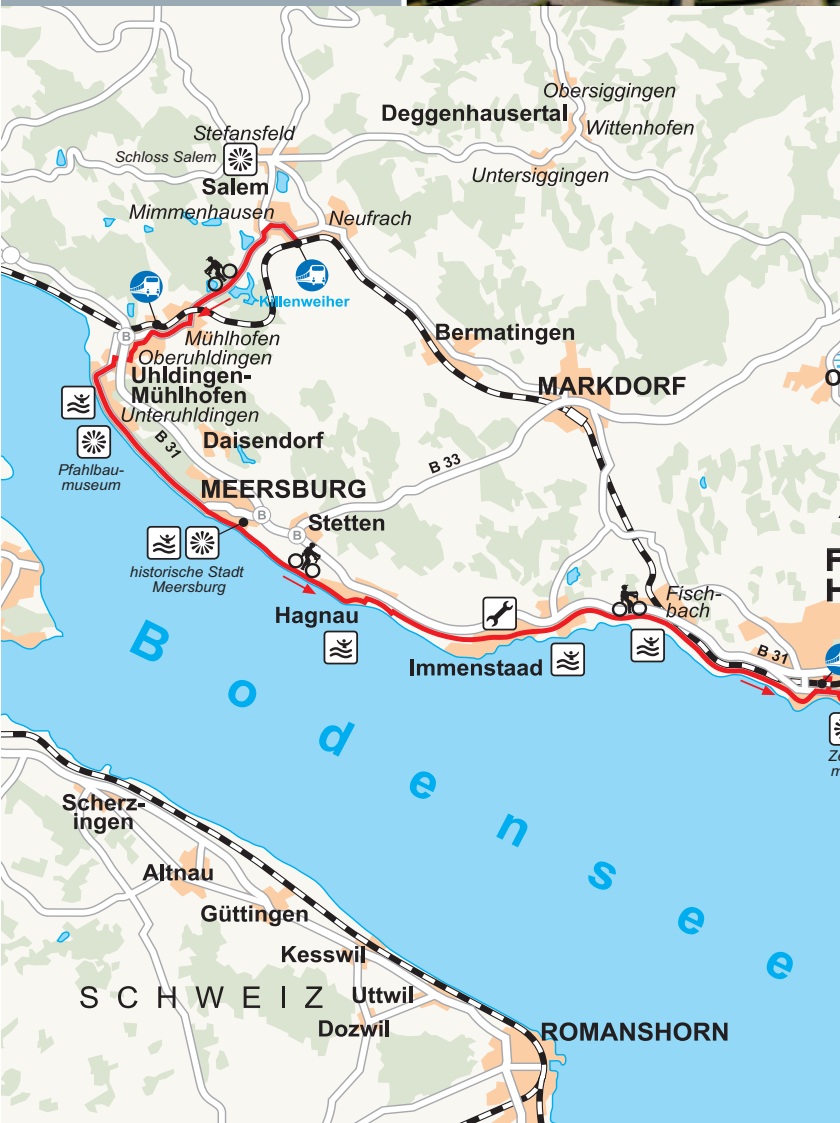 Obersiggingen
Deggenhausertal
Wittenhofen
Stefansfeld
Schloss Salem
Untersiggingen
Salem
Mimmenhausen
Neufrach
Killenweiher
B
Mühlhofen
Oberuhldingen
Bermatingen
Uhldingen-
Mühlhofen
MARKDORF
Unteruhldingen
B 31
Daisendorf
Pfahlbau-
museum
B 33
MEERSBURG
B
Stetten
B
historische Stadt
Meersburg
Hagnau
Fisch-
bach
B 31
Immenstaad
Bodensee
Scherz-
ingen
Altnau
Güttingen
Kesswil
SCHWEIZ
Uttwil
Dozwil
ROMANSHORN